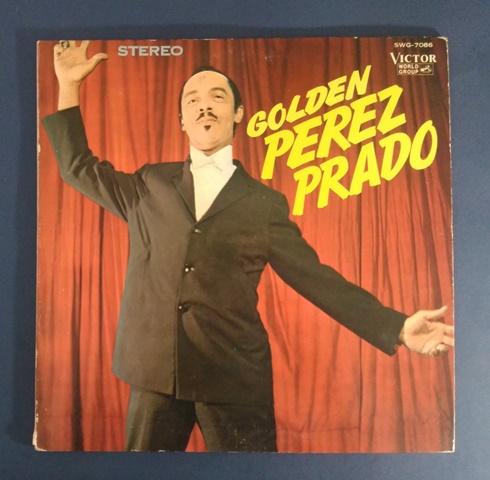 STEREO
SWG-7086
VICTOR
WORLD
GROUP
GOLDEN
PEREZ
PRADO